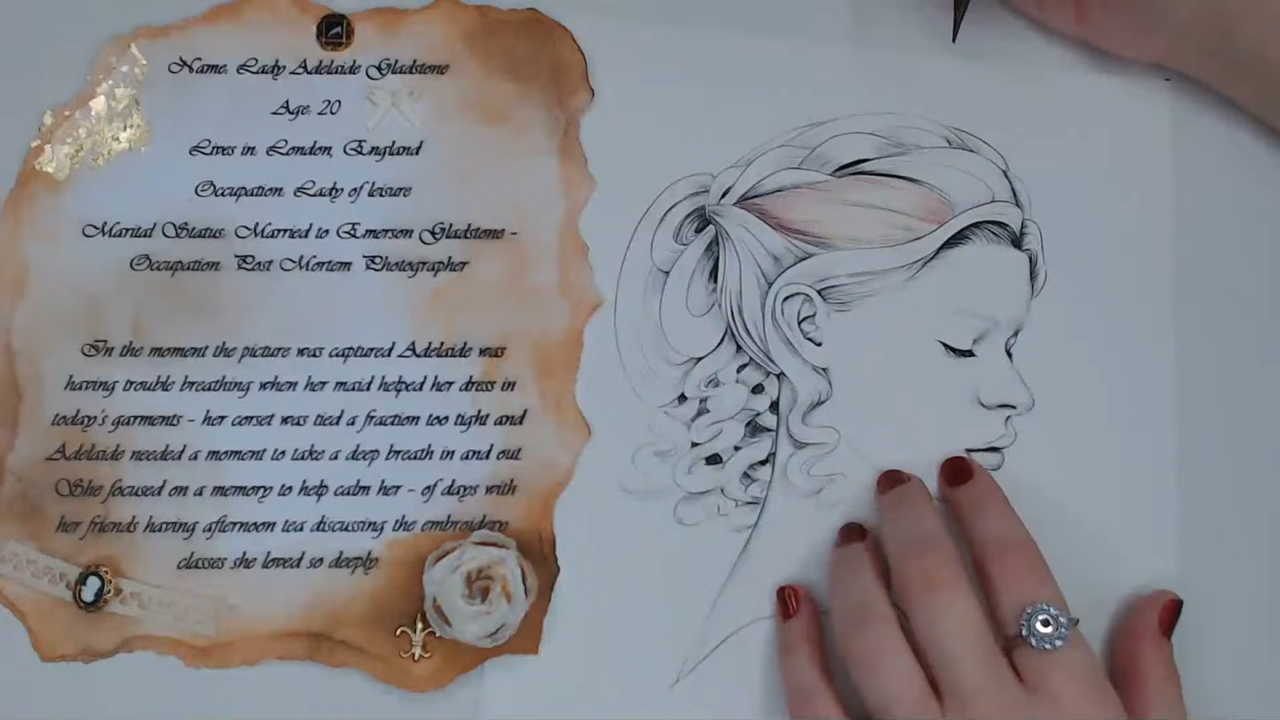 Name: Lady Adelaide Gladstone
Age: 20
Lives in: London, England
Occupation: Lady of leisure
Marital Status: Married to Emerson Gladstone -
Occupation: Post Mortem Photographer
In the moment the picture was captured Adelaide was
having trouble breathing when her maid helped her dress in
today's garments - her corset was tied a fraction too tight and
Adelaide needed a moment to take a deep breath in and out.
She focused on a memory to help calm her - of days with
her friends having afternoon tea discussing the embroidery
classes she loved so deeply.